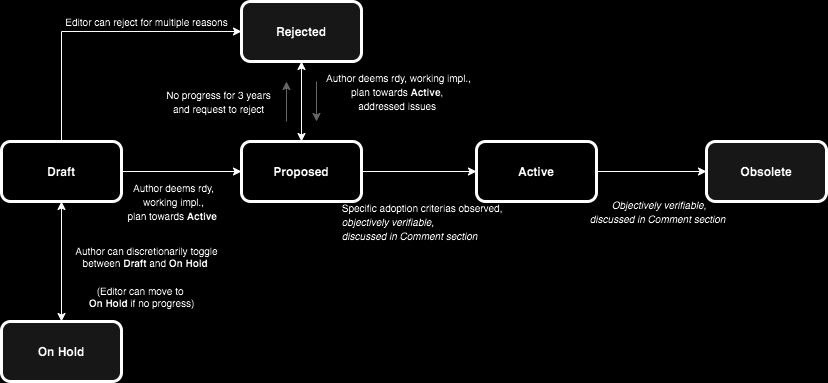 Editor can reject for multiple reasons
Rejected
No progress for 3 years
and request to reject
Author deems rdy, working impl.,
plan towards Active,
addressed issues
Draft
Proposed
Active
Obsolete
Author deems rdy,
working impl.,
plan towards Active
Specific adoption criterias observed,
objectively verifiable,
discussed in Comment section
Objectively verifiable,
discussed in Comment section
Author can discretionarily toggle
between Draft and On Hold
(Editor can move to
On Hold if no progress)
On Hold